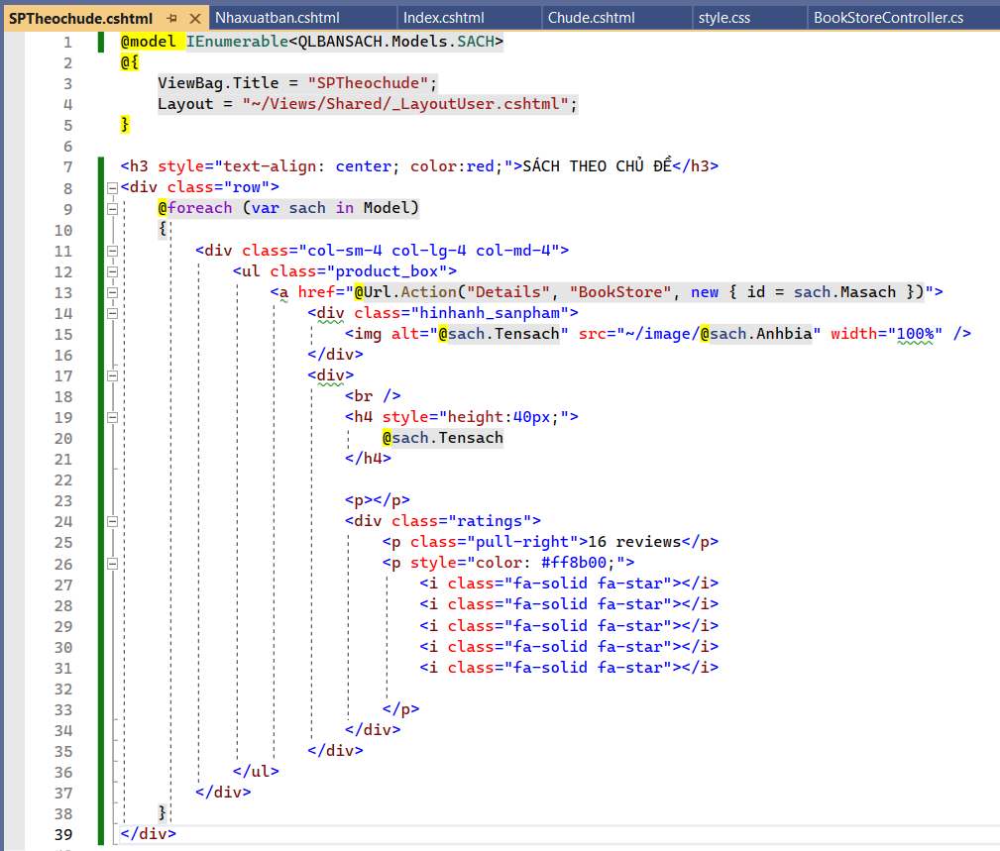 SPTheochude.cshtml Nhaxuatban.cshtml Index.cshtml Chude.cshtml style.css BookStoreController.cs
1 @model IEnumerable<QLBANSACH.Models.SACH>
2 @{
3 ViewBag.Title = "SPTheochude";
4 Layout = "~/Views/Shared/_LayoutUser.cshtml";
5 }
6
7 <h3 style="text-align: center; color:red;">SÁCH THEO CHỦ ĐỀ</h3>
8 <div class="row">
9 @foreach (var sach in Model)
10 {
11 <div class="col-sm-4 col-lg-4 col-md-4">
12 <ul class="product_box">
13 <a href="@Url.Action("Details", "BookStore", new { id = sach.Masach })">
14 <div class="hinhanh_sanpham">
15 <img alt="@sach.Tensach" src="~/image/@sach.Anhbia" width="100%" />
16 </div>
17 <div>
18 <br />
19 <h4 style="height:40px;">
20 @sach.Tensach
21 </h4>
22
23 <p></p>
24 <div class="ratings">
25 <p class="pull-right">16 reviews</p>
26 <p style="color: #ff8b00;">
27 <i class="fa-solid fa-star"></i>
28 <i class="fa-solid fa-star"></i>
29 <i class="fa-solid fa-star"></i>
30 <i class="fa-solid fa-star"></i>
31 <i class="fa-solid fa-star"></i>
32
33 </p>
34 </div>
35 </div>
36 </ul>
37 </div>
38 }
39 </div>